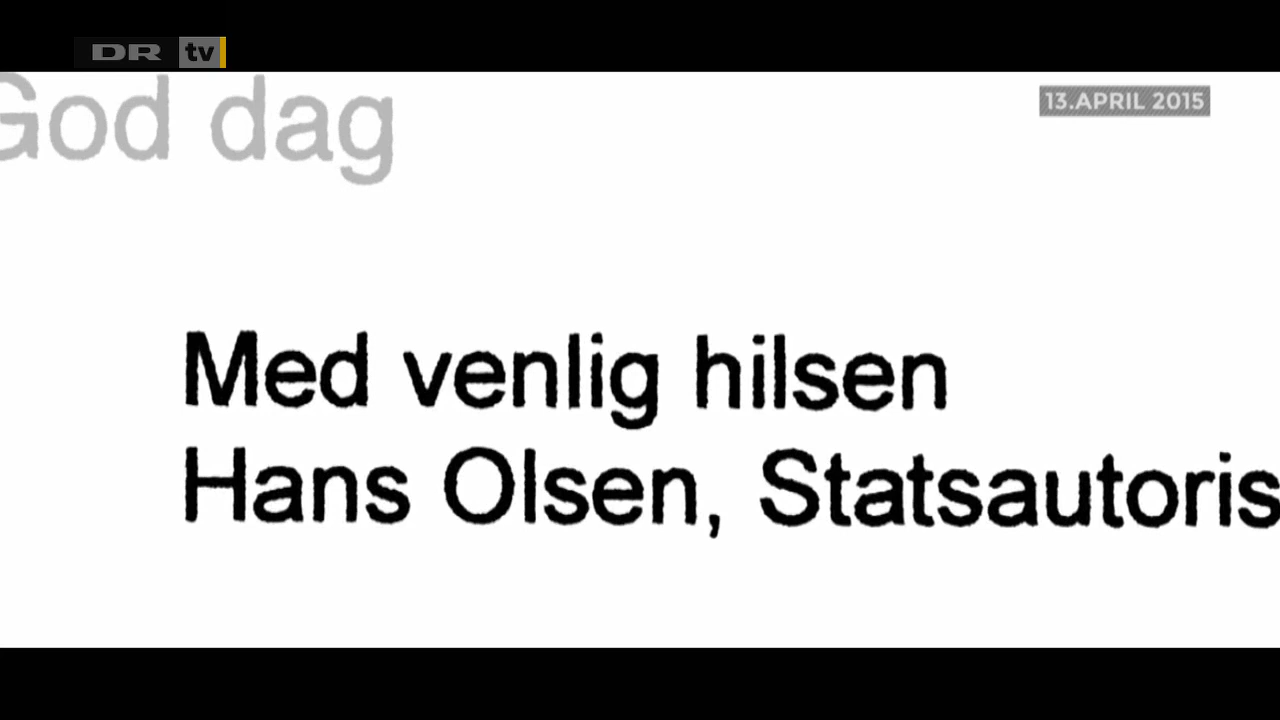 DR tv
God dag
13.APRIL 2015
Med venlig hilsen
Hans Olsen, Statsautoris